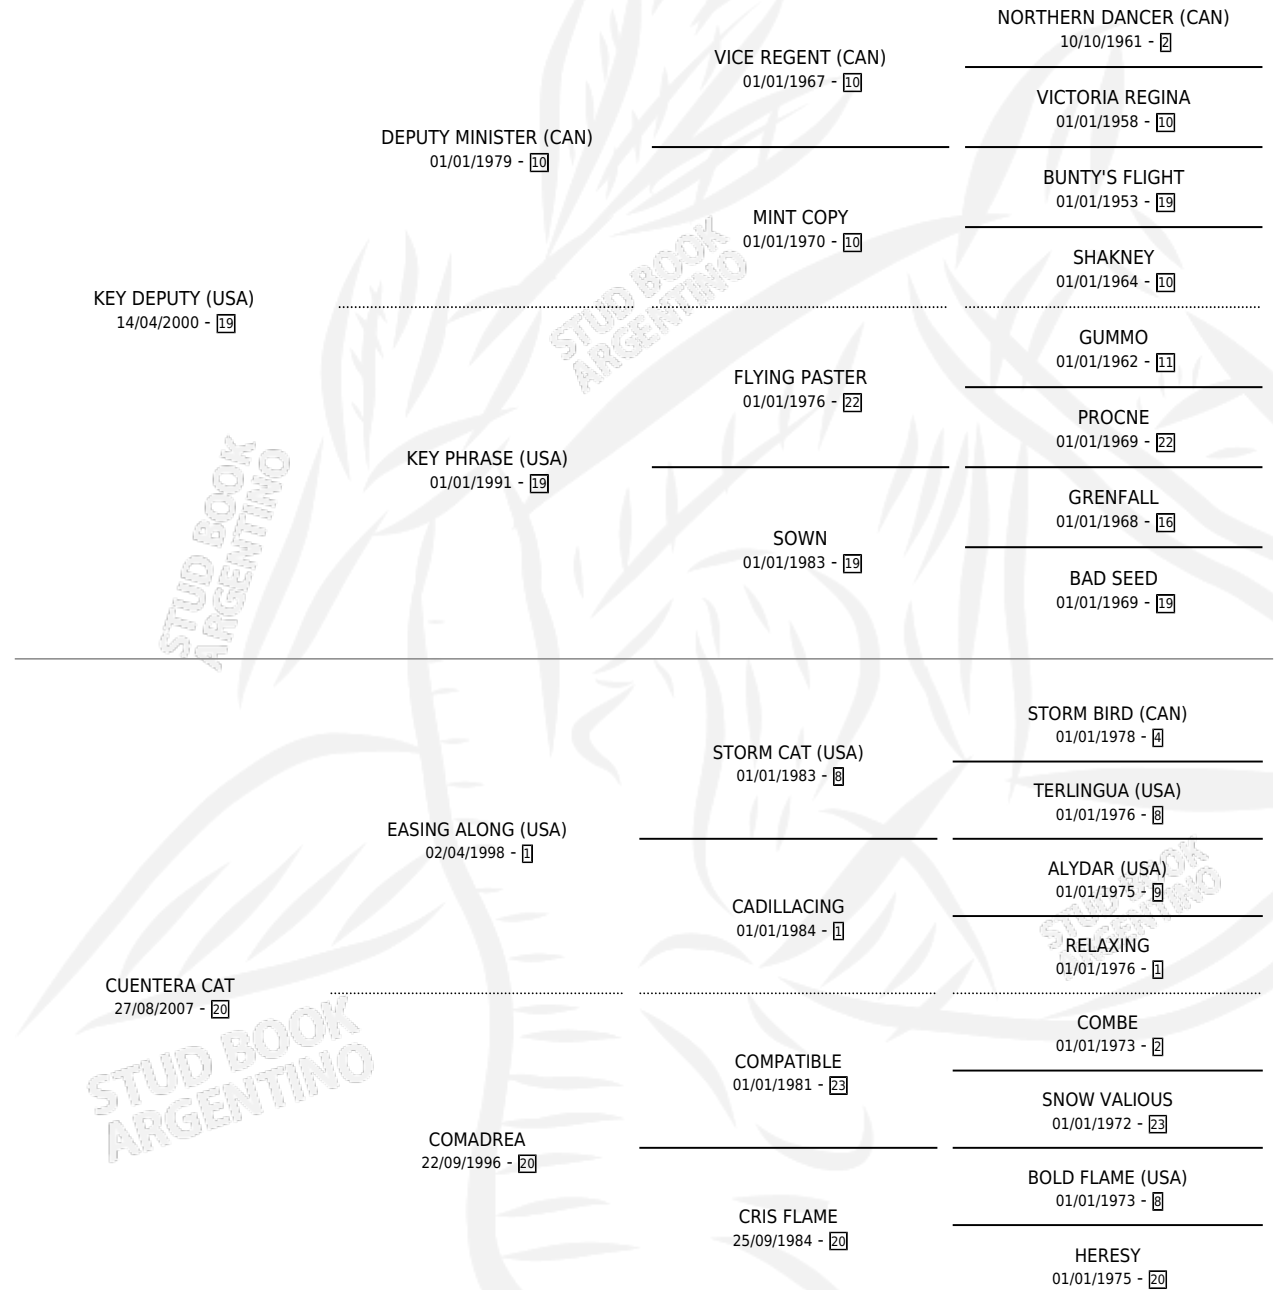 NORTHERN DANCER (CAN)
10/10/1961 - 2
VICE REGENT (CAN)
01/01/1967 - 10
VICTORIA REGINA
01/01/1958 - 10
DEPUTY MINISTER (CAN)
01/01/1979 - 10
BUNTY'S FLIGHT
01/01/1953 - 19
MINT COPY
01/01/1970 - 10
SHAKNEY
01/01/1964 - 10
KEY DEPUTY (USA)
14/04/2000 - 19
GUMMO
01/01/1962 - 11
FLYING PASTER
01/01/1976 - 22
PROCNE
01/01/1969 - 22
KEY PHRASE (USA)
01/01/1991 - 19
GRENFALL
01/01/1968 - 16
SOWN
01/01/1983 - 19
BAD SEED
01/01/1969 - 19
STUD BOOK
ARGENTINO
STUD BOOK
ARGENTINO
STORM BIRD (CAN)
01/01/1978 - 4
STORM CAT (USA)
01/01/1983 - 8
TERLINGUA (USA)
01/01/1976 - 8
EASING ALONG (USA)
02/04/1998 - 1
ALYDAR (USA)
01/01/1975 - 9
CADILLACING
01/01/1984 - 1
RELAXING
01/01/1976 - 1
STUD BOOK
ARGENTINO
CUENTERA CAT
27/08/2007 - 20
COMBE
01/01/1973 - 2
COMPATIBLE
01/01/1981 - 23
SNOW VALIOUS
01/01/1972 - 23
COMADREA
22/09/1996 - 20
BOLD FLAME (USA)
01/01/1973 - 8
CRIS FLAME
25/09/1984 - 20
HERESY
01/01/1975 - 20
STUD BOOK
ARGENTINO